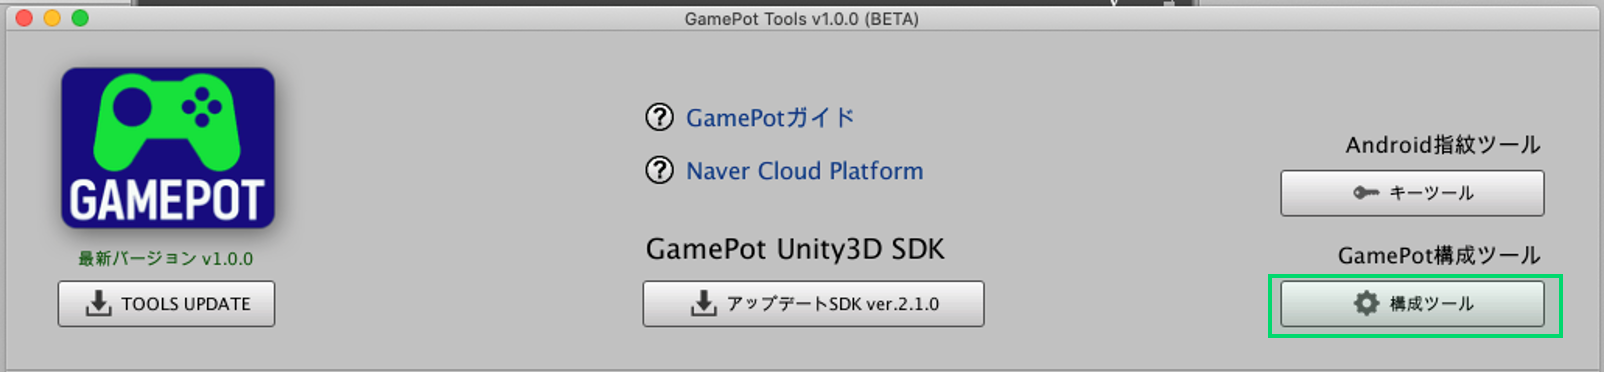 GamePot Tools v1.0.0 (BETA)
GAMEPOT
最新バージョン v1.0.0
TOOLS UPDATE
? GamePotガイド
? Naver Cloud Platform
GamePot Unity3D SDK
アップデートSDK ver.2.1.0
Android指紋ツール
キーツール
GamePot構成ツール
構成ツール